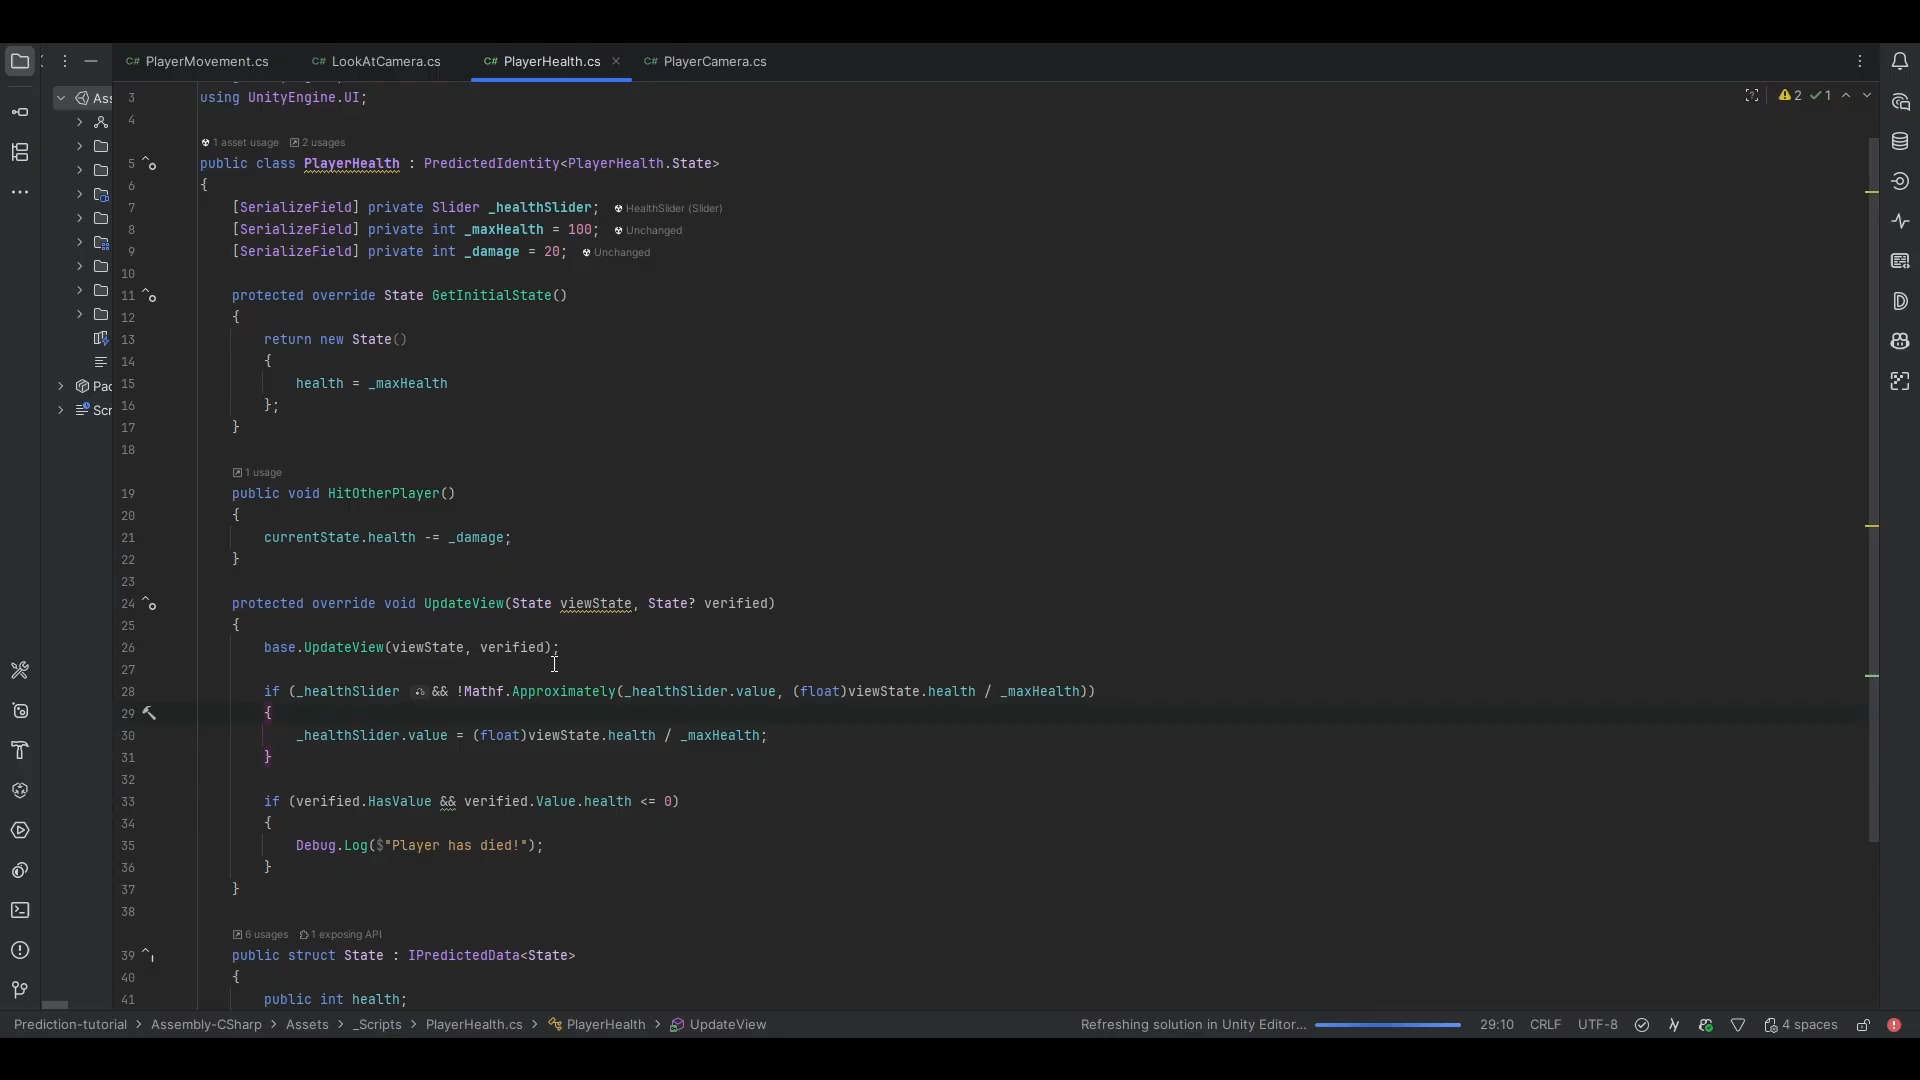 PlayerMovement.cs LookAtCamera.cs PlayerHealth.cs PlayerCamera.cs
3 using UnityEngine.UI; 2 1
4
1 asset usage 2 usages
5 public class PlayerHealth : PredictedIdentity<PlayerHealth.State>
6 {
7 [SerializeField] private Slider _healthSlider; HealthSlider (Slider)
8 [SerializeField] private int _maxHealth = 100; Unchanged
9 [SerializeField] private int _damage = 20; Unchanged
10
11 protected override State GetInitialState()
12 {
13 return new State()
14 {
15 health = _maxHealth
16 };
17 }
18
1 usage
19 public void HitOtherPlayer()
20 {
21 currentState.health -= _damage;
22 }
23
24 protected override void UpdateView(State viewState, State? verified)
25 {
26 base.UpdateView(viewState, verified);
27
28 if (_healthSlider && !Mathf.Approximately(_healthSlider.value, (float)viewState.health / _maxHealth))
29 {
30 _healthSlider.value = (float)viewState.health / _maxHealth;
31 }
32
33 if (verified.HasValue && verified.Value.health <= 0)
34 {
35 Debug.Log($"Player has died!");
36 }
37 }
38
6 usages 1 exposing API
39 public struct State : IPredictedData<State>
40 {
41 public int health;
Ass
Pac
Scr
Prediction-tutorial > Assembly-CSharp > Assets > _Scripts > PlayerHealth.cs > PlayerHealth > UpdateView Refreshing solution in Unity Editor... 29:10 CRLF UTF-8 4 spaces